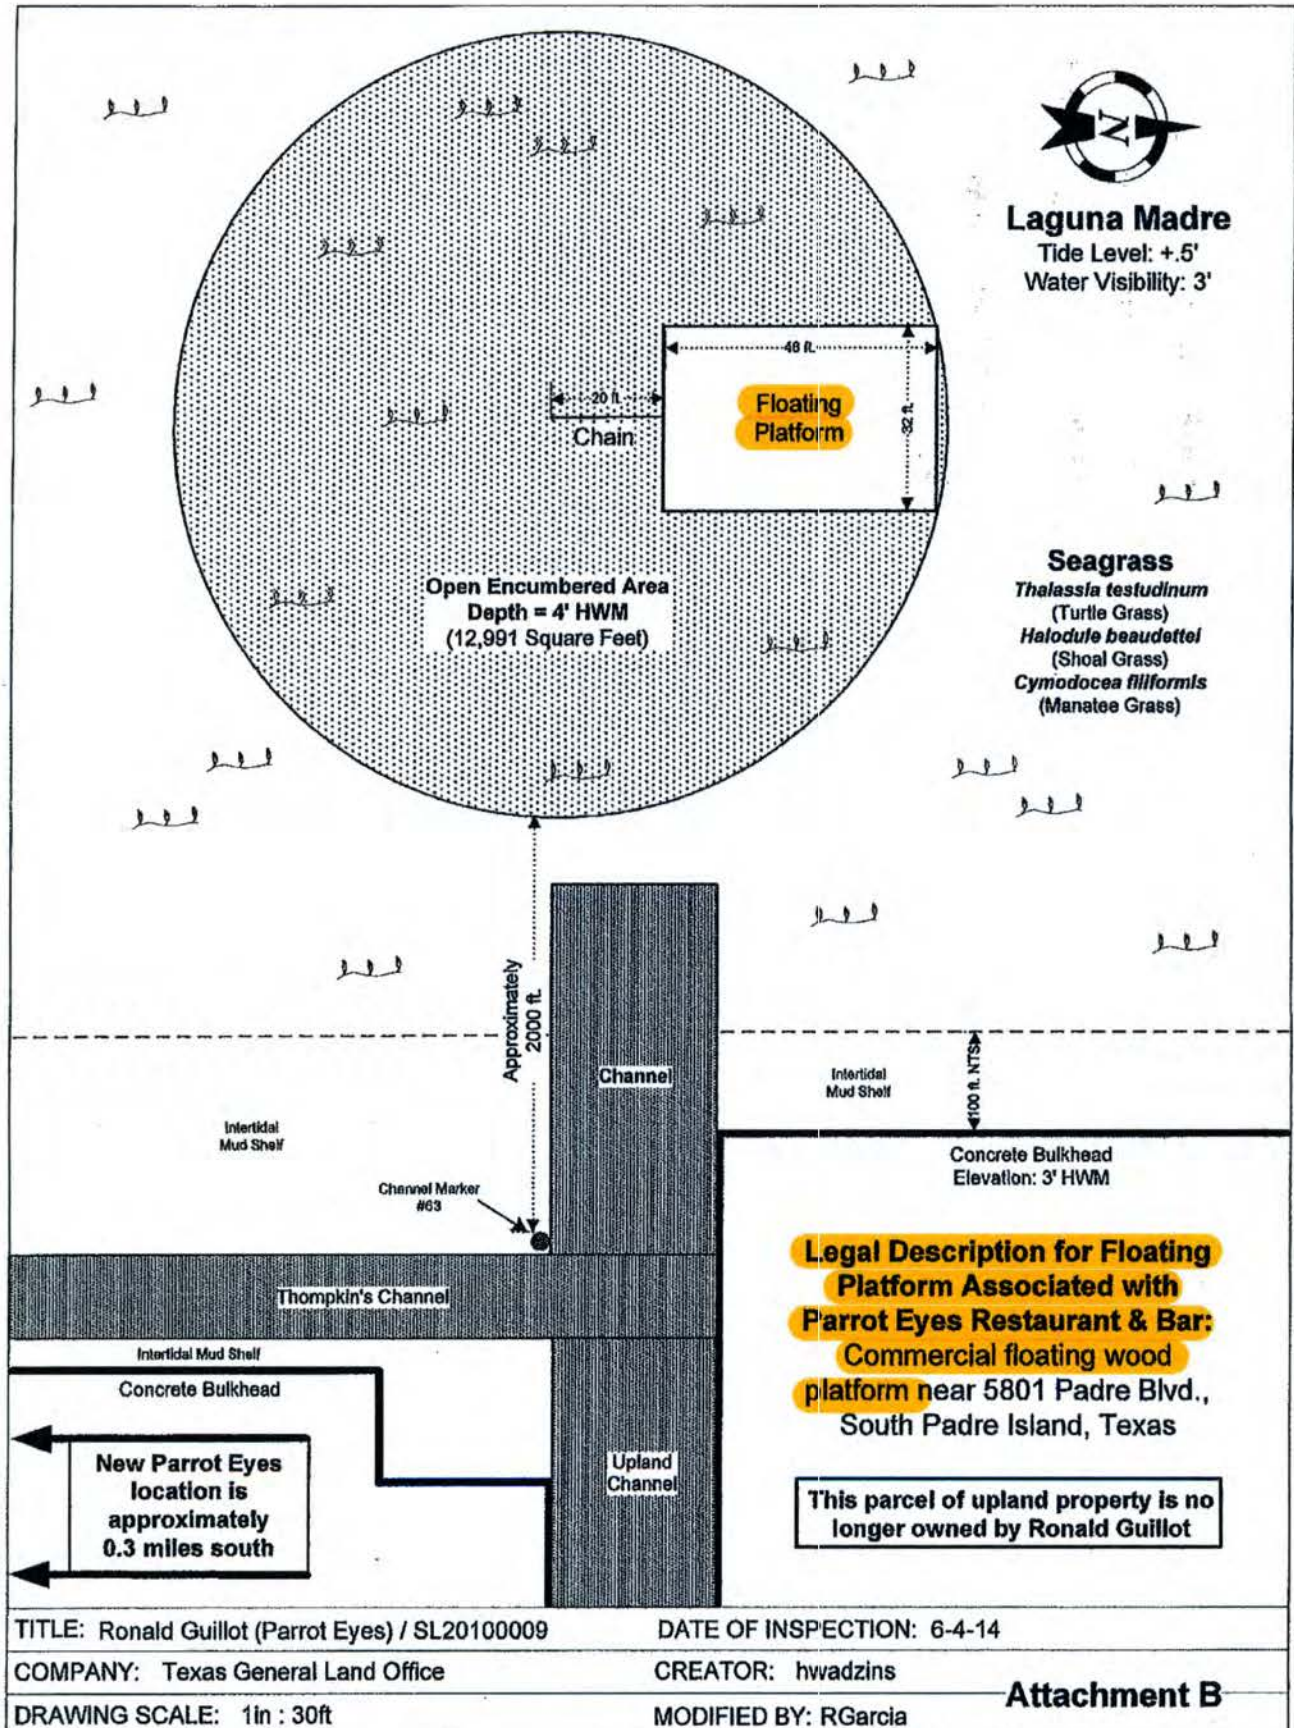 N
Laguna Madre
Tide Level: +.5'
Water Visibility: 3'
48 ft.
32 ft.
20 ft.
Chain
Floating
Platform
Open Encumbered Area
Depth = 4' HWM
(12,991 Square Feet)
Seagrass
Thalassia testudinum
(Turtle Grass)
Halodule beaudettei
(Shoal Grass)
Cymodocea filiformis
(Manatee Grass)
Approximately
2000 ft.
Channel
Intertidal
Mud Shelf
100 ft. NTS
Intertidal
Mud Shelf
Concrete Bulkhead
Elevation: 3' HWM
Channel Marker
#63
Thompkin's Channel
Intertidal Mud Shelf
Concrete Bulkhead
New Parrot Eyes
location is
approximately
0.3 miles south
Upland
Channel
Legal Description for Floating
Platform Associated with
Parrot Eyes Restaurant & Bar:
Commercial floating wood
platform near 5801 Padre Blvd.,
South Padre Island, Texas
This parcel of upland property is no
longer owned by Ronald Guillot
TITLE: Ronald Guillot (Parrot Eyes) / SL20100009
DATE OF INSPECTION: 6-4-14
COMPANY: Texas General Land Office
CREATOR: hwadzins
DRAWING SCALE: 1in : 30ft
MODIFIED BY: RGarcia
Attachment B